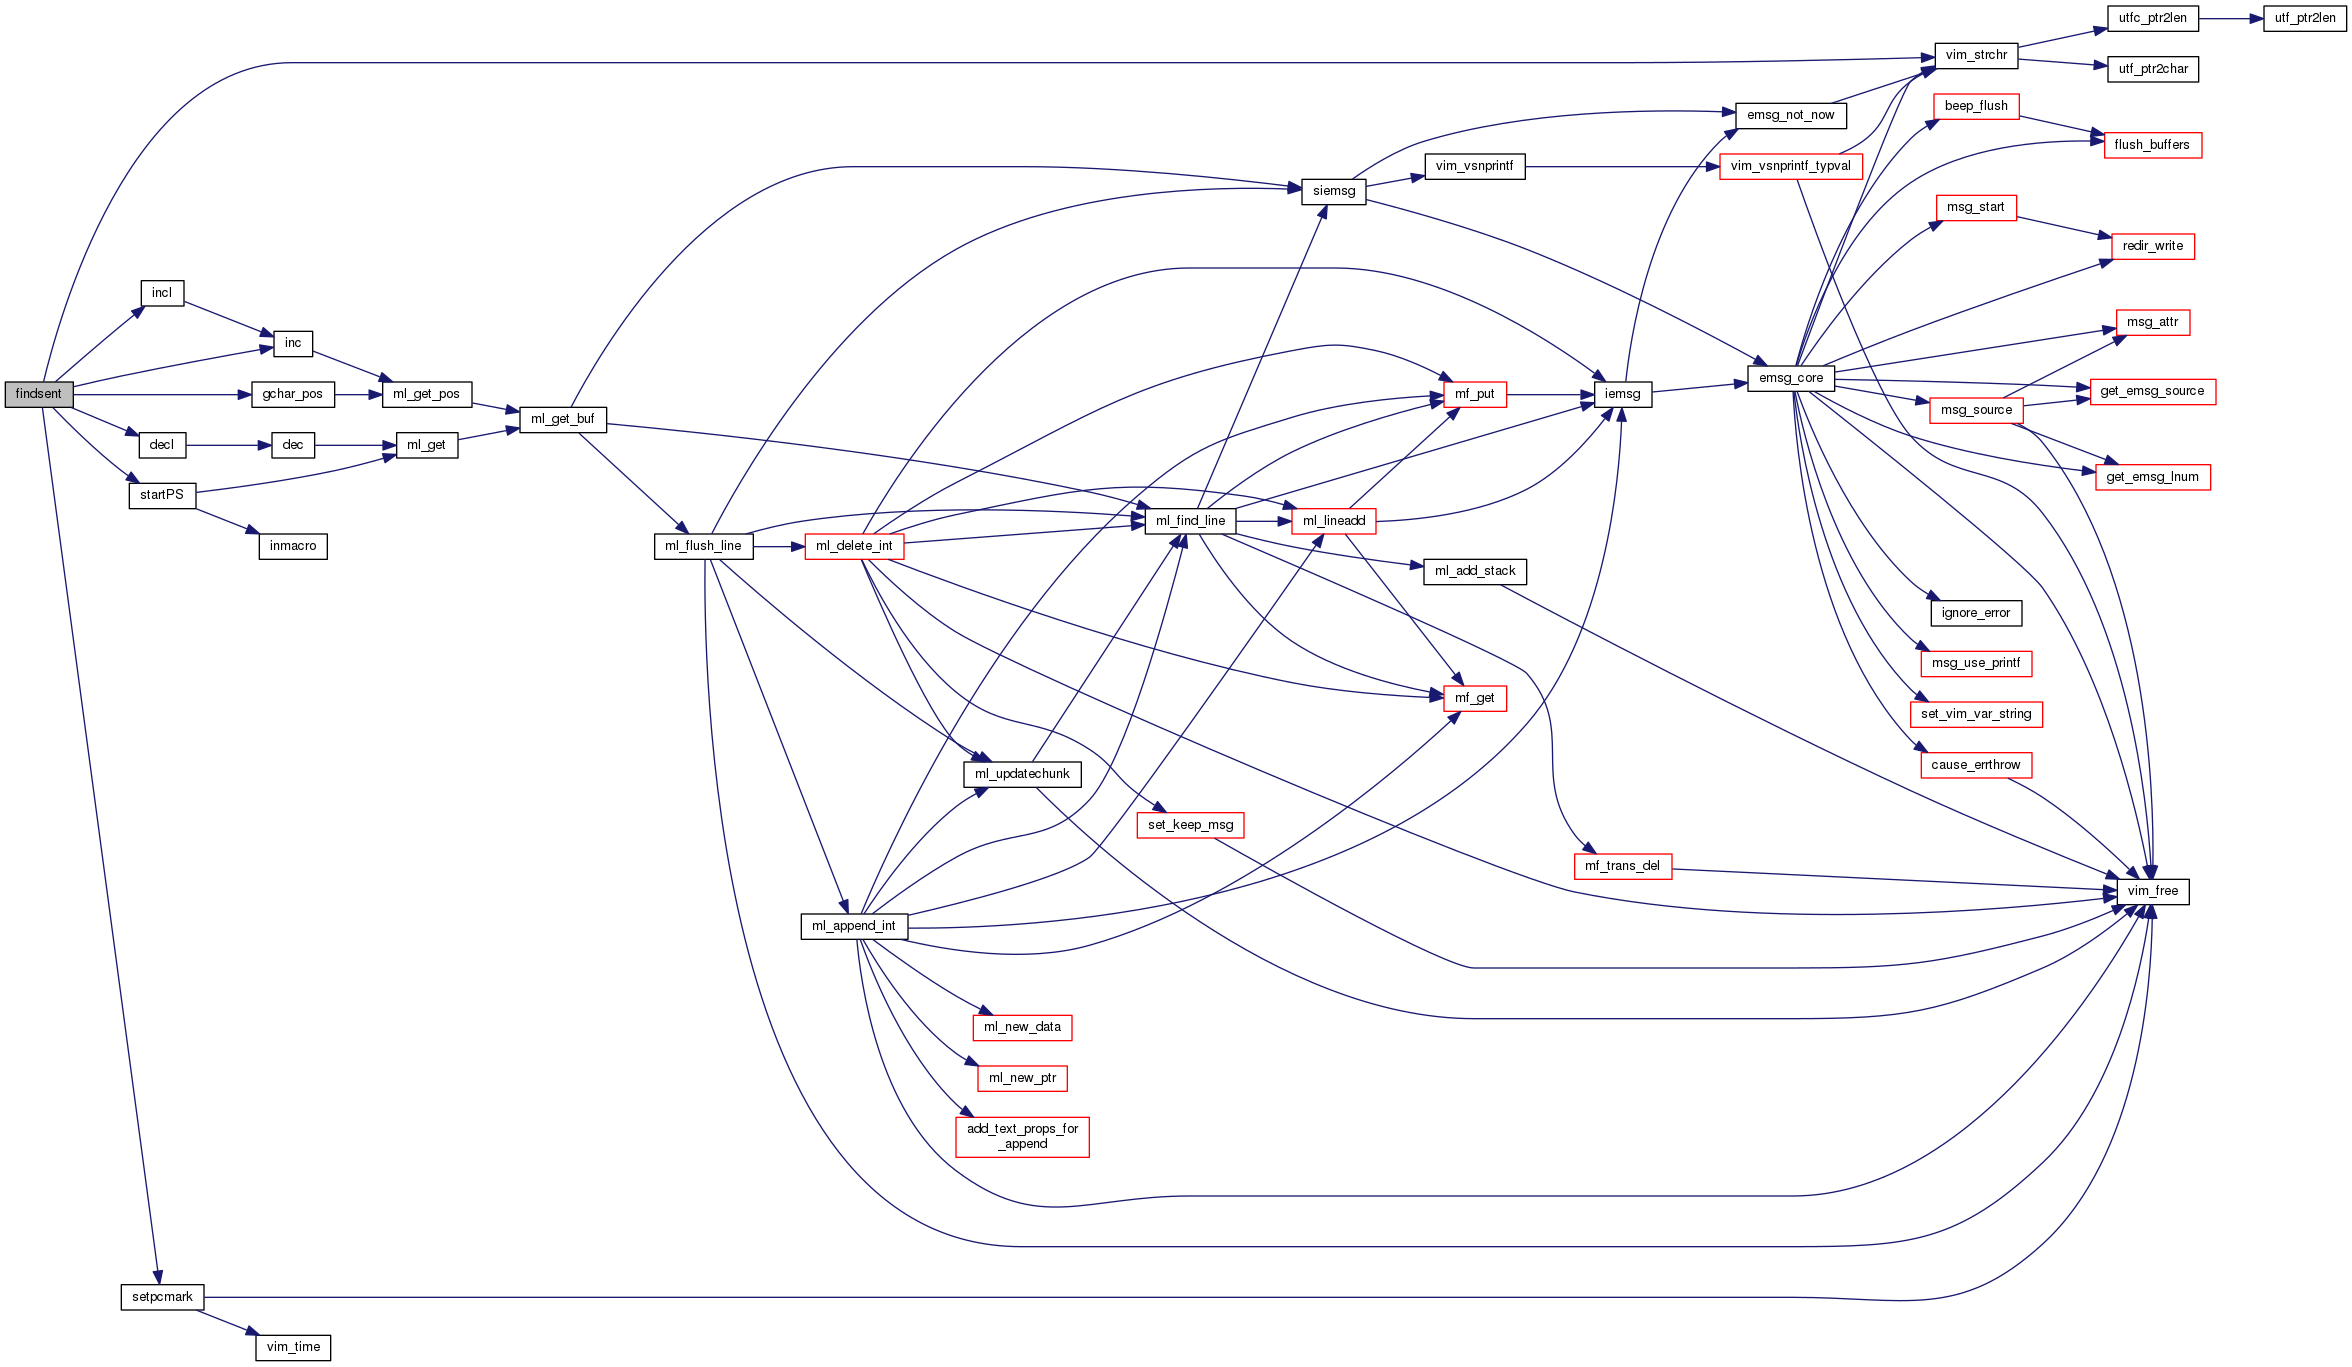 findsent
incl
inc
gchar_pos
decl
dec
startPS
inmacro
setpcmark
vim_time
ml_get_pos
ml_get
ml_get_buf
ml_flush_line
ml_delete_int
ml_append_int
ml_updatechunk
set_keep_msg
ml_new_data
ml_new_ptr
add_text_props_for
_append
ml_find_line
siemsg
ml_lineadd
vim_vsnprintf
mf_put
ml_add_stack
mf_get
iemsg
mf_trans_del
emsg_not_now
vim_vsnprintf_typval
emsg_core
vim_strchr
beep_flush
msg_start
msg_source
ignore_error
msg_use_printf
set_vim_var_string
cause_errthrow
utfc_ptr2len
utf_ptr2char
flush_buffers
redir_write
msg_attr
get_emsg_source
get_emsg_lnum
vim_free
utf_ptr2len